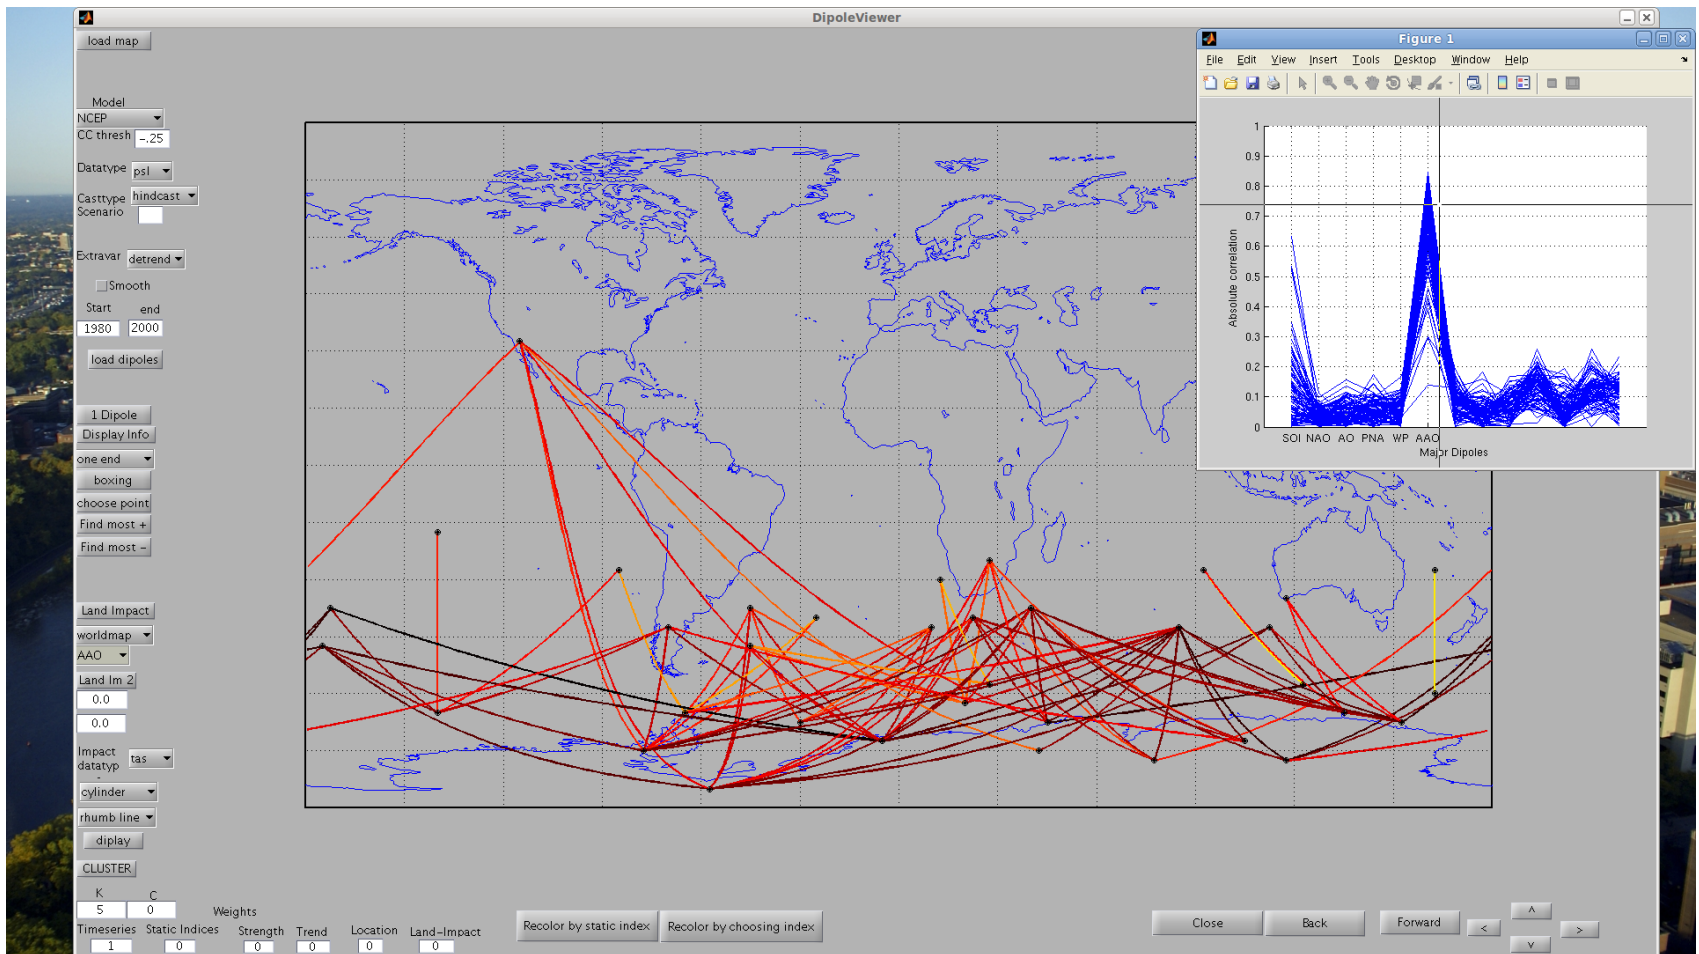 DipoleViewer
load map
Model
NCEP
CC thresh -.25
Datatype psl
Casttype hindcast
Scenario
Extravar detrend
Smooth
Start end
1980 2000
load dipoles
1 Dipole
Display Info
one end
boxing
choose point
Find most +
Find most -
Land Impact
worldmap
AAO
Land Im 2
0.0
0.0
Impact
datatyp tas
cylinder
rhumb line
diplay
CLUSTER
K C
5 0
Weights
Timeseries Static Indices Strength Trend Location Land-Impact
1 0 0 0 0 0
Recolor by static index Recolor by choosing index
Close Back Forward < ^ v >
Figure 1
File Edit View Insert Tools Desktop Window Help
1
0.9
0.8
0.7
0.6
0.5
0.4
0.3
0.2
0.1
0
Absolute correlation
SOI NAO AO PNA WP AAO
Major Dipoles